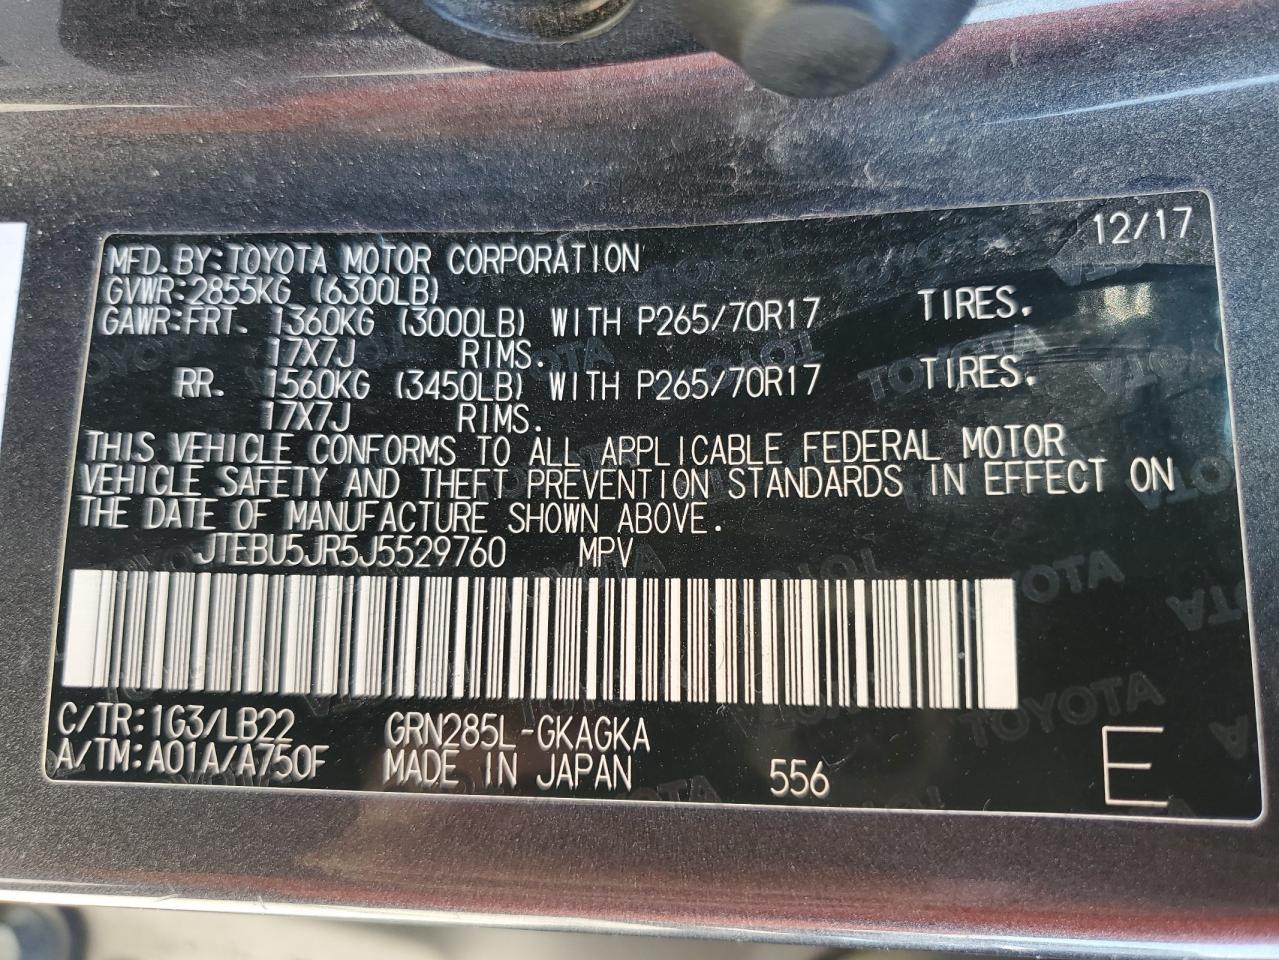 12/17
MFD. BY: TOYOTA MOTOR CORPORATION
GVWR: 2855KG (6300LB)
GAWR: FRT. 1360KG (3000LB) WITH P265/70R17 TIRES.
17X7J RIMS.
RR. 1560KG (3450LB) WITH P265/70R17 TIRES.
17X7J RIMS.
THIS VEHICLE CONFORMS TO ALL APPLICABLE FEDERAL MOTOR
VEHICLE SAFETY AND THEFT PREVENTION STANDARDS IN EFFECT ON
THE DATE OF MANUFACTURE SHOWN ABOVE.
JTEBU5JR5J5529760 MPV
C/TR: 1G3/LB22 GRN285L-GKAGKA
A/TM: A01A/A750F MADE IN JAPAN 556 E